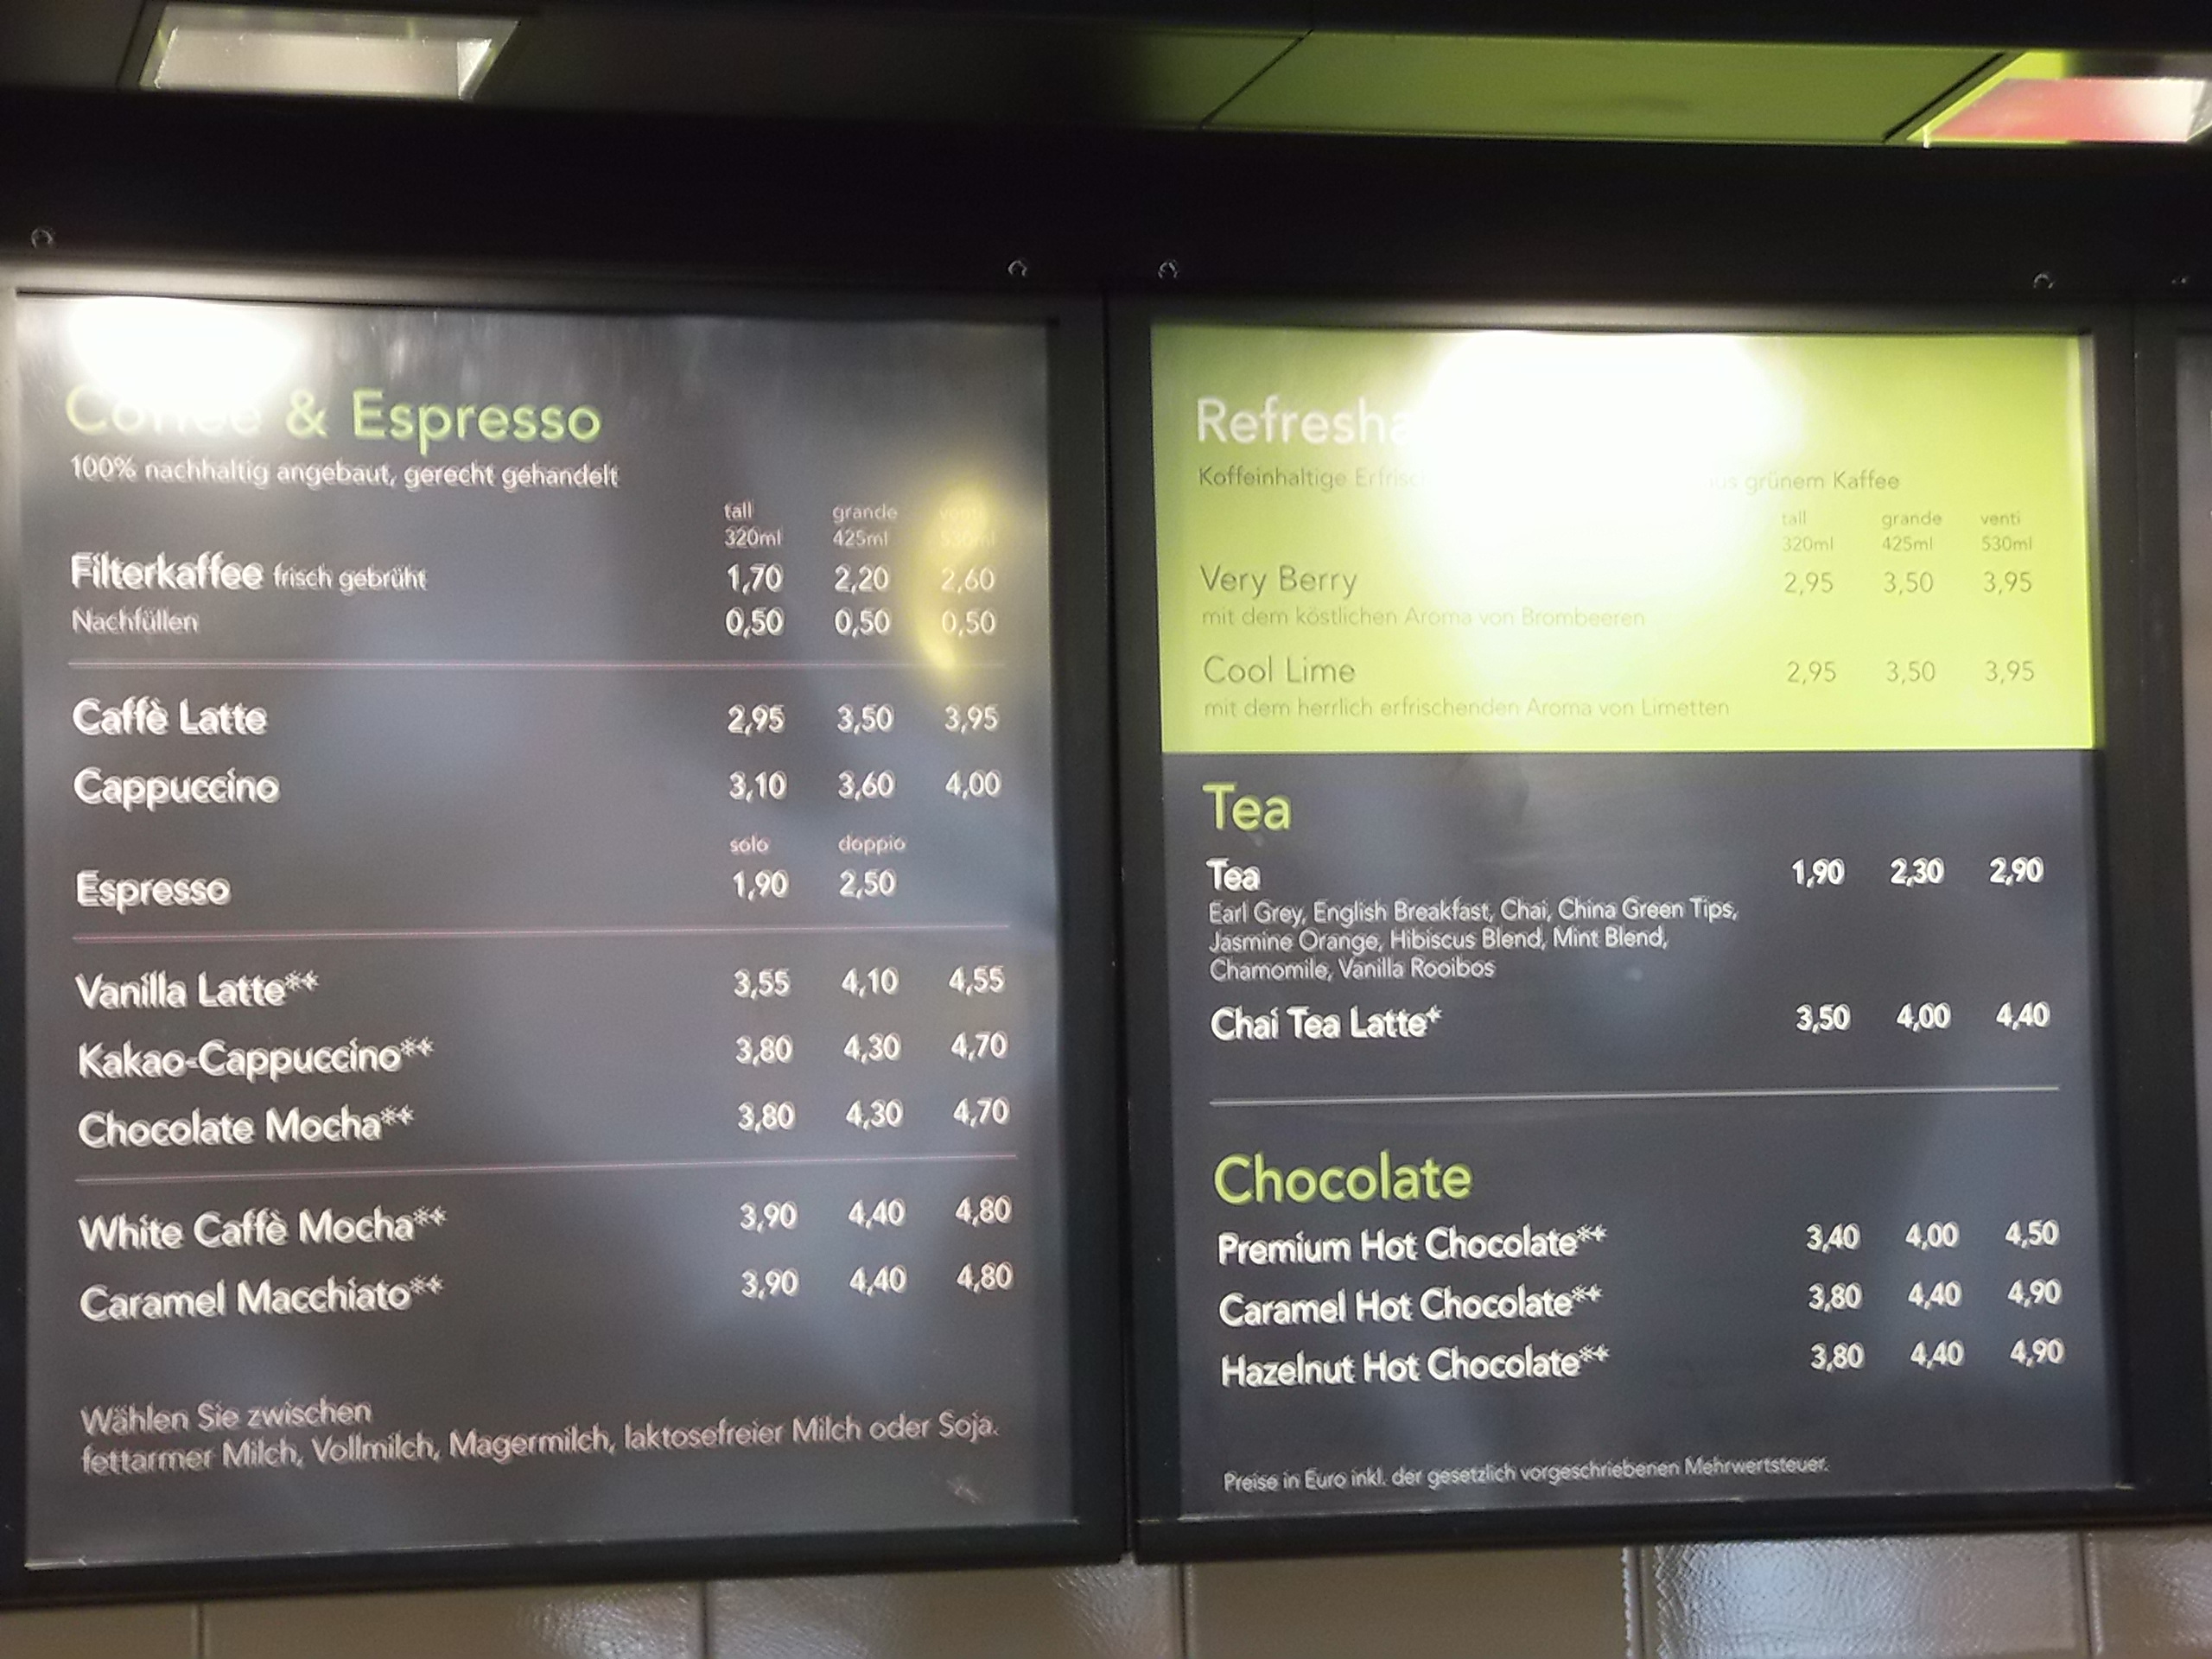 Coffee & Espresso
100% nachhaltig angebaut, gerecht gehandelt
tall grande venti
320ml 425ml 530ml
Filterkaffee frisch gebrüht 1,70 2,20 2,60
Nachfüllen 0,50 0,50 0,50
Caffè Latte 2,95 3,50 3,95
Cappuccino 3,10 3,60 4,00
solo doppio
Espresso 1,90 2,50
Vanilla Latte** 3,55 4,10 4,55
Kakao-Cappuccino** 3,80 4,30 4,70
Chocolate Mocha** 3,80 4,30 4,70
White Caffè Mocha** 3,90 4,40 4,80
Caramel Macchiato** 3,90 4,40 4,80
Wählen Sie zwischen
fettarmer Milch, Vollmilch, Magermilch, laktosefreier Milch oder Soja.
Koffeinhaltige grünem Kaffee
tall grande venti
320ml 425ml 530ml
Very Berry 2,95 3,50 3,95
mit dem köstlichen Aroma von Brombeeren
Cool Lime 2,95 3,50 3,95
mit dem herrlich erfrischenden Aroma von Limetten
Tea
Tea 1,90 2,30 2,90
Earl Grey, English Breakfast, Chai, China Green Tips,
Jasmine Orange, Hibiscus Blend, Mint Blend,
Chamomile, Vanilla Rooibos
Chai Tea Latte* 3,50 4,00 4,40
Chocolate
Premium Hot Chocolate** 3,40 4,00 4,50
Caramel Hot Chocolate** 3,80 4,40 4,90
Hazelnut Hot Chocolate** 3,80 4,40 4,90
Preise in Euro inkl. der gesetzlich vorgeschriebenen Mehrwertsteuer.